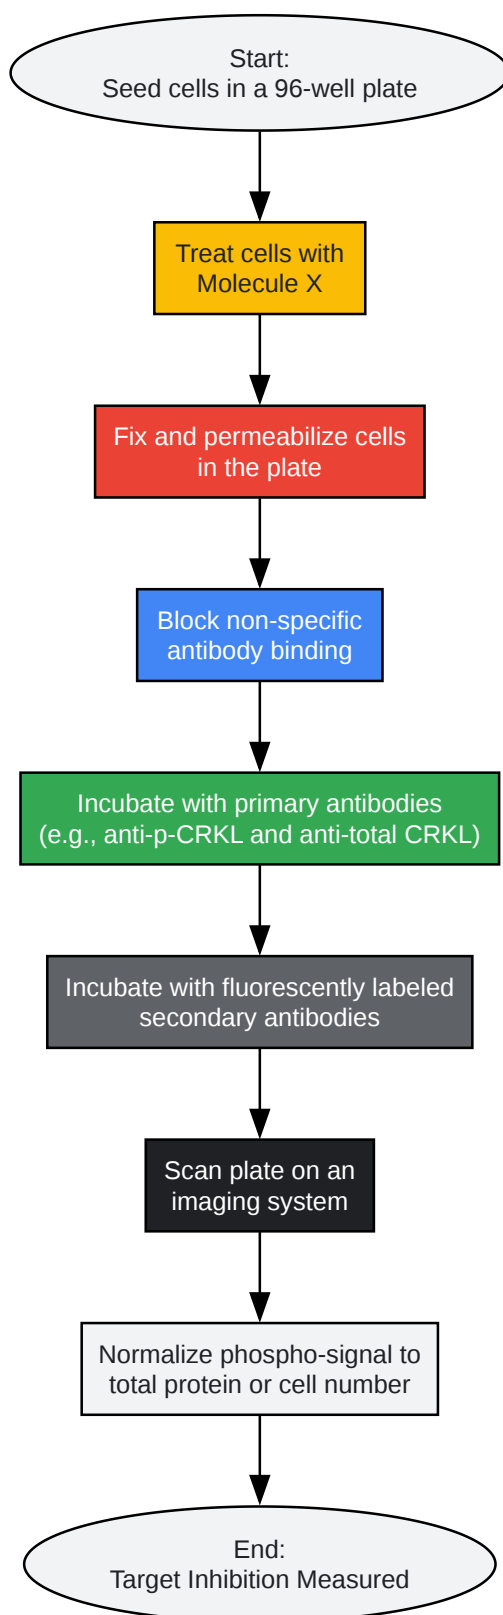 Start:
Seed cells in a 96-well plate
Treat cells with
Molecule X
Fix and permeabilize cells
in the plate
Block non-specific
antibody binding
Incubate with primary antibodies
(e.g., anti-p-CRKL and anti-total CRKL)
Incubate with fluorescently labeled
secondary antibodies
Scan plate on an
imaging system
Normalize phospho-signal to
total protein or cell number
End:
Target Inhibition Measured